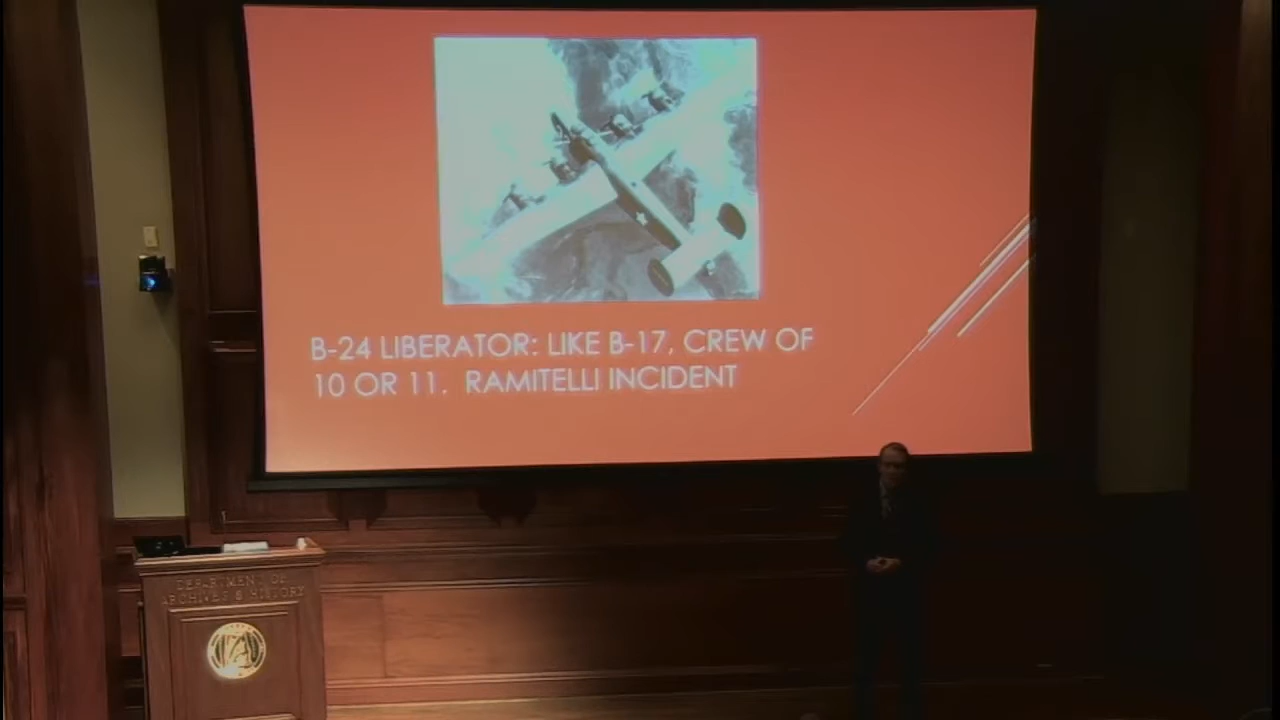 B-24 LIBERATOR: LIKE B-17, CREW OF
10 OR 11. RAMITELLI INCIDENT
DEPARTMENT OF
ARCHIVES & HISTORY